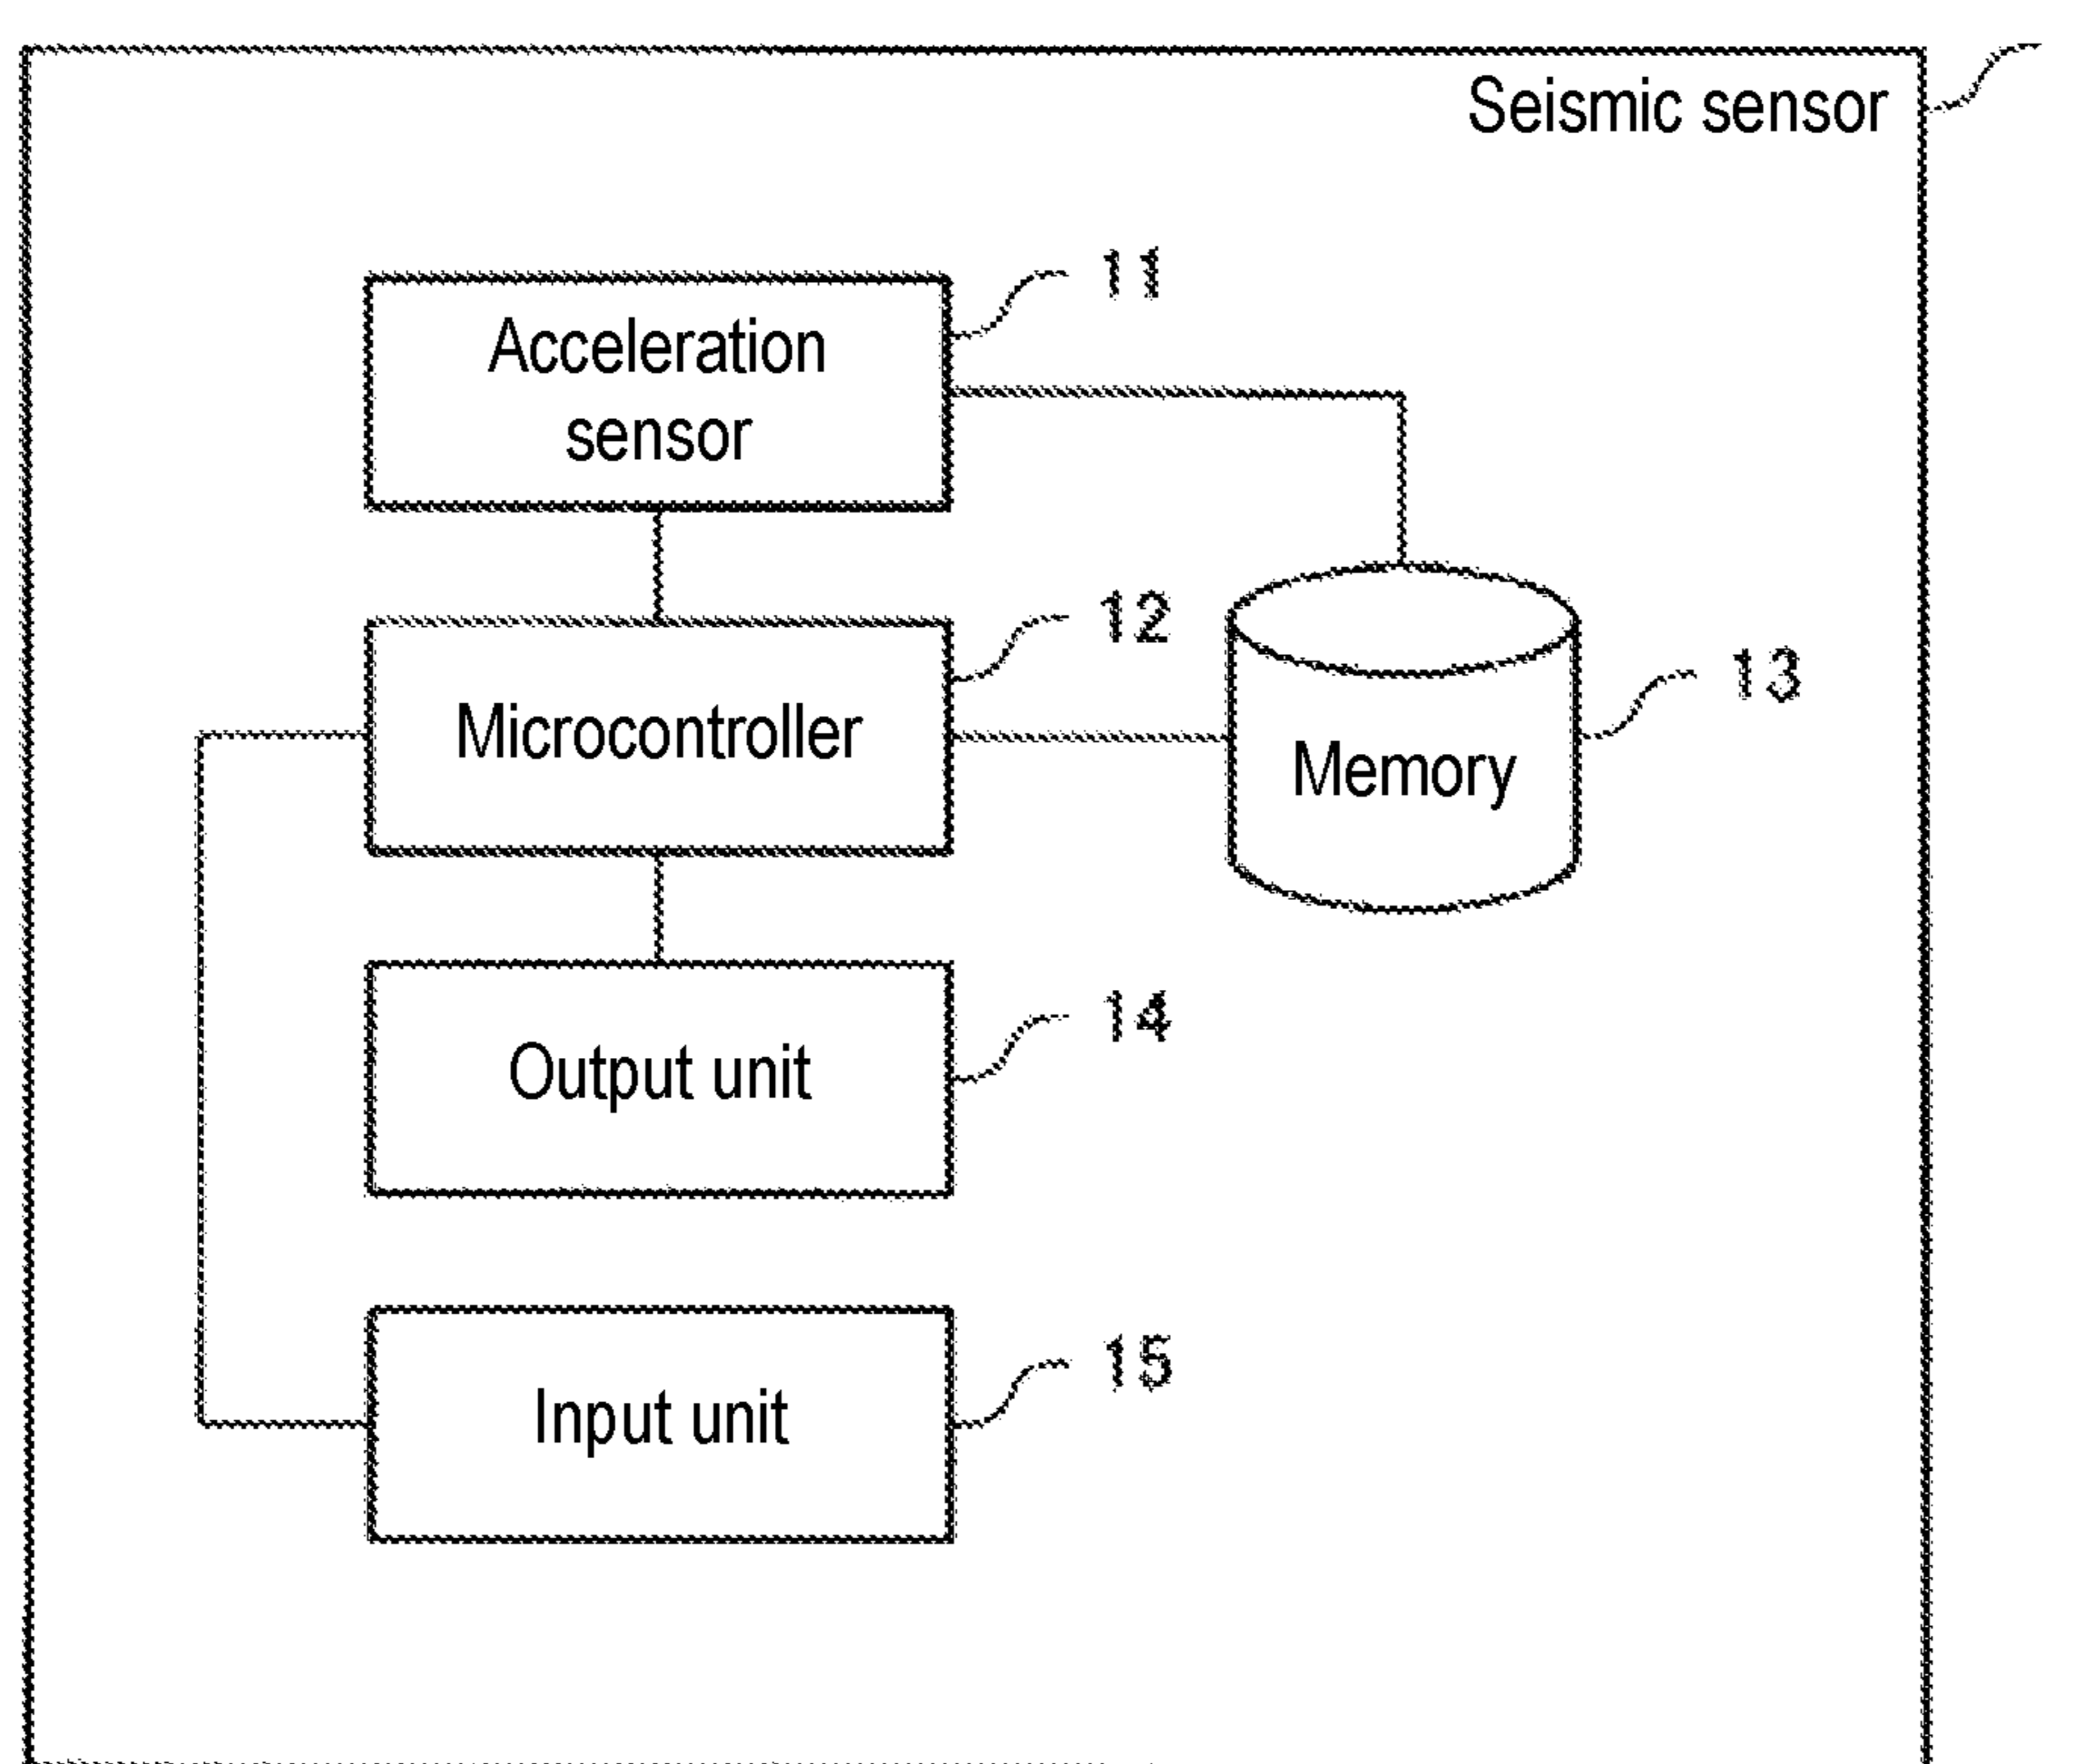 Seismic sensor
11
Acceleration
sensor
12
Microcontroller
13
Memory
14
Output unit
15
Input unit